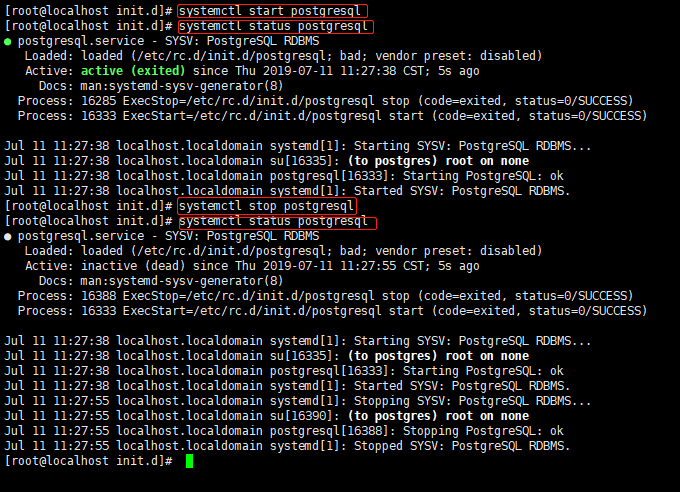 [root@localhost init.d]# systemctl start postgresql
[root@localhost init.d]# systemctl status postgresql
● postgresql.service - SYSV: PostgreSQL RDBMS
   Loaded: loaded (/etc/rc.d/init.d/postgresql; bad; vendor preset: disabled)
   Active: active (exited) since Thu 2019-07-11 11:27:38 CST; 5s ago
     Docs: man:systemd-sysv-generator(8)
  Process: 16285 ExecStop=/etc/rc.d/init.d/postgresql stop (code=exited, status=0/SUCCESS)
  Process: 16333 ExecStart=/etc/rc.d/init.d/postgresql start (code=exited, status=0/SUCCESS)

Jul 11 11:27:38 localhost.localdomain systemd[1]: Starting SYSV: PostgreSQL RDBMS...
Jul 11 11:27:38 localhost.localdomain su[16335]: (to postgres) root on none
Jul 11 11:27:38 localhost.localdomain postgresql[16333]: Starting PostgreSQL: ok
Jul 11 11:27:38 localhost.localdomain systemd[1]: Started SYSV: PostgreSQL RDBMS.
[root@localhost init.d]# systemctl stop postgresql
[root@localhost init.d]# systemctl status postgresql
● postgresql.service - SYSV: PostgreSQL RDBMS
   Loaded: loaded (/etc/rc.d/init.d/postgresql; bad; vendor preset: disabled)
   Active: inactive (dead) since Thu 2019-07-11 11:27:55 CST; 5s ago
     Docs: man:systemd-sysv-generator(8)
  Process: 16388 ExecStop=/etc/rc.d/init.d/postgresql stop (code=exited, status=0/SUCCESS)
  Process: 16333 ExecStart=/etc/rc.d/init.d/postgresql start (code=exited, status=0/SUCCESS)

Jul 11 11:27:38 localhost.localdomain systemd[1]: Starting SYSV: PostgreSQL RDBMS...
Jul 11 11:27:38 localhost.localdomain su[16335]: (to postgres) root on none
Jul 11 11:27:38 localhost.localdomain postgresql[16333]: Starting PostgreSQL: ok
Jul 11 11:27:38 localhost.localdomain systemd[1]: Started SYSV: PostgreSQL RDBMS.
Jul 11 11:27:55 localhost.localdomain systemd[1]: Stopping SYSV: PostgreSQL RDBMS...
Jul 11 11:27:55 localhost.localdomain su[16390]: (to postgres) root on none
Jul 11 11:27:55 localhost.localdomain postgresql[16388]: Stopping PostgreSQL: ok
Jul 11 11:27:55 localhost.localdomain systemd[1]: Stopped SYSV: PostgreSQL RDBMS.
[root@localhost init.d]#